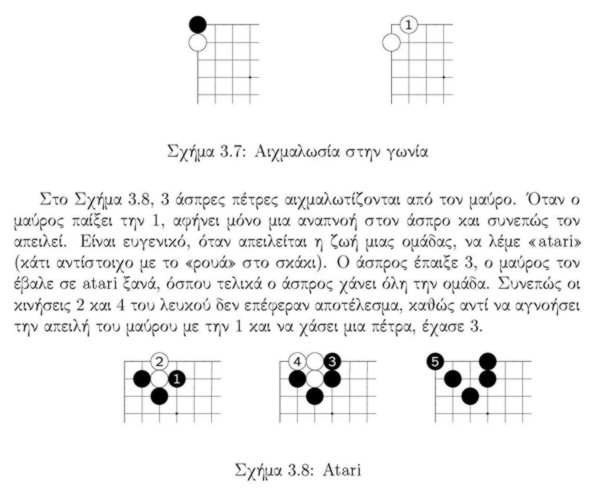 1
Σχήμα 3.7: Αιχμαλωσία στην γωνία
Στο Σχήμα 3.8, 3 άσπρες πέτρες αιχμαλωτίζονται από τον μαύρο. Όταν ο
μαύρος παίξει την 1, αφήνει μόνο μια αναπνοή στον άσπρο και συνεπώς τον
απειλεί. Είναι ευγενικό, όταν απειλείται η ζωή μιας ομάδας, να λέμε «atari»
(κάτι αντίστοιχο με το «ρουά» στο σκάκι). Ο άσπρος έπαιξε 3, ο μαύρος τον
έβαλε σε atari ξανά, όσπου τελικά ο άσπρος χάνει όλη την ομάδα. Συνεπώς οι
κινήσεις 2 και 4 του λευκού δεν επέφεραν αποτέλεσμα, καθώς αντί να αγνοήσει
την απειλή του μαύρου με την 1 και να χάσει μια πέτρα, έχασε 3.
2 4 3 5
1
Σχήμα 3.8: Atari